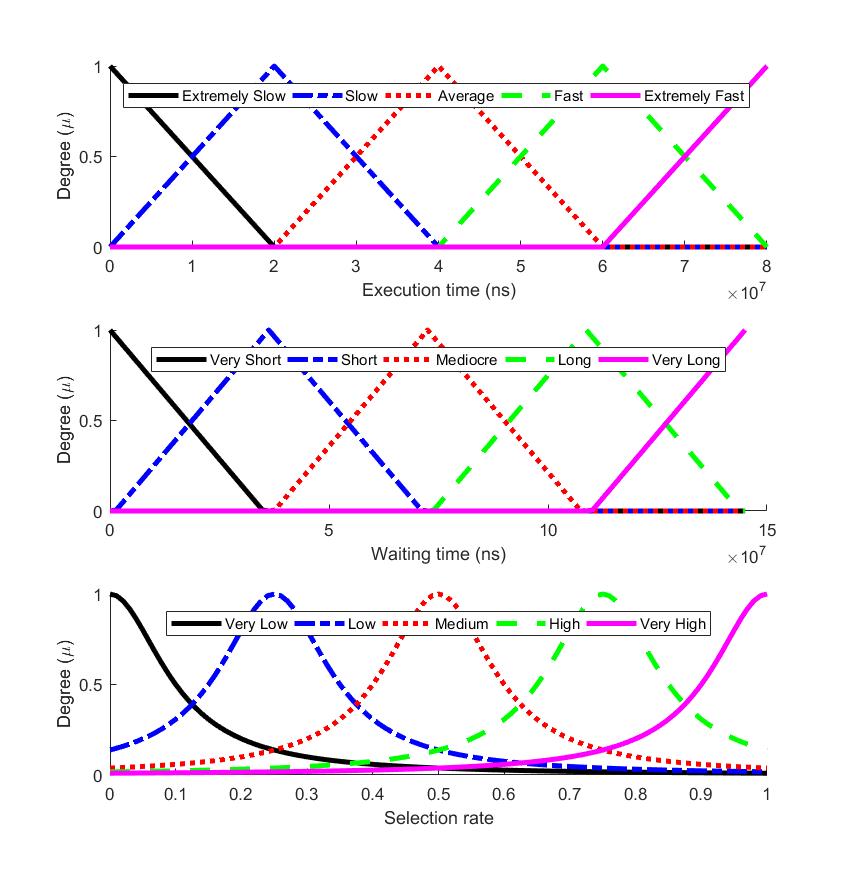 1
Extremely Slow Slow Average Fast Extremely Fast
Degree (μ)
0.5
0
0 1 2 3 4 5 6 7 8
Execution time (ns)
×10⁷
1
Very Short Short Mediocre Long Very Long
Degree (μ)
0.5
0
0 5 10 15
Waiting time (ns)
×10⁷
1
Very Low Low Medium High Very High
Degree (μ)
0.5
0
0 0.1 0.2 0.3 0.4 0.5 0.6 0.7 0.8 0.9 1
Selection rate